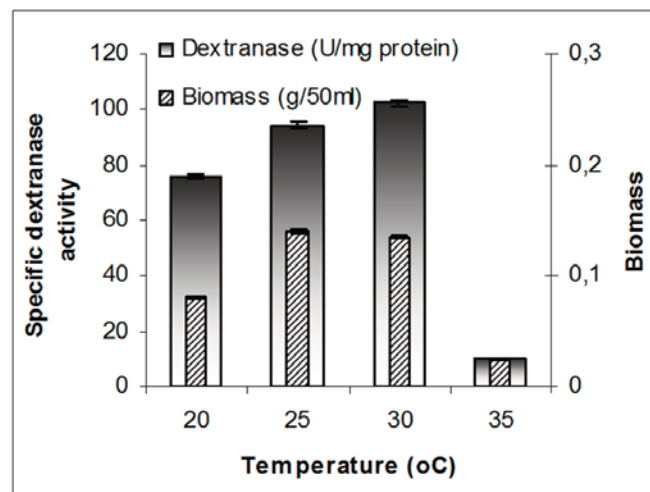 Dextranase (U/mg protein)
Biomass (g/50ml)
120
100
80
60
40
20
0
0,3
0,2
0,1
0
Specific dextranase
activity
Biomass
20 25 30 35
Temperature (oC)